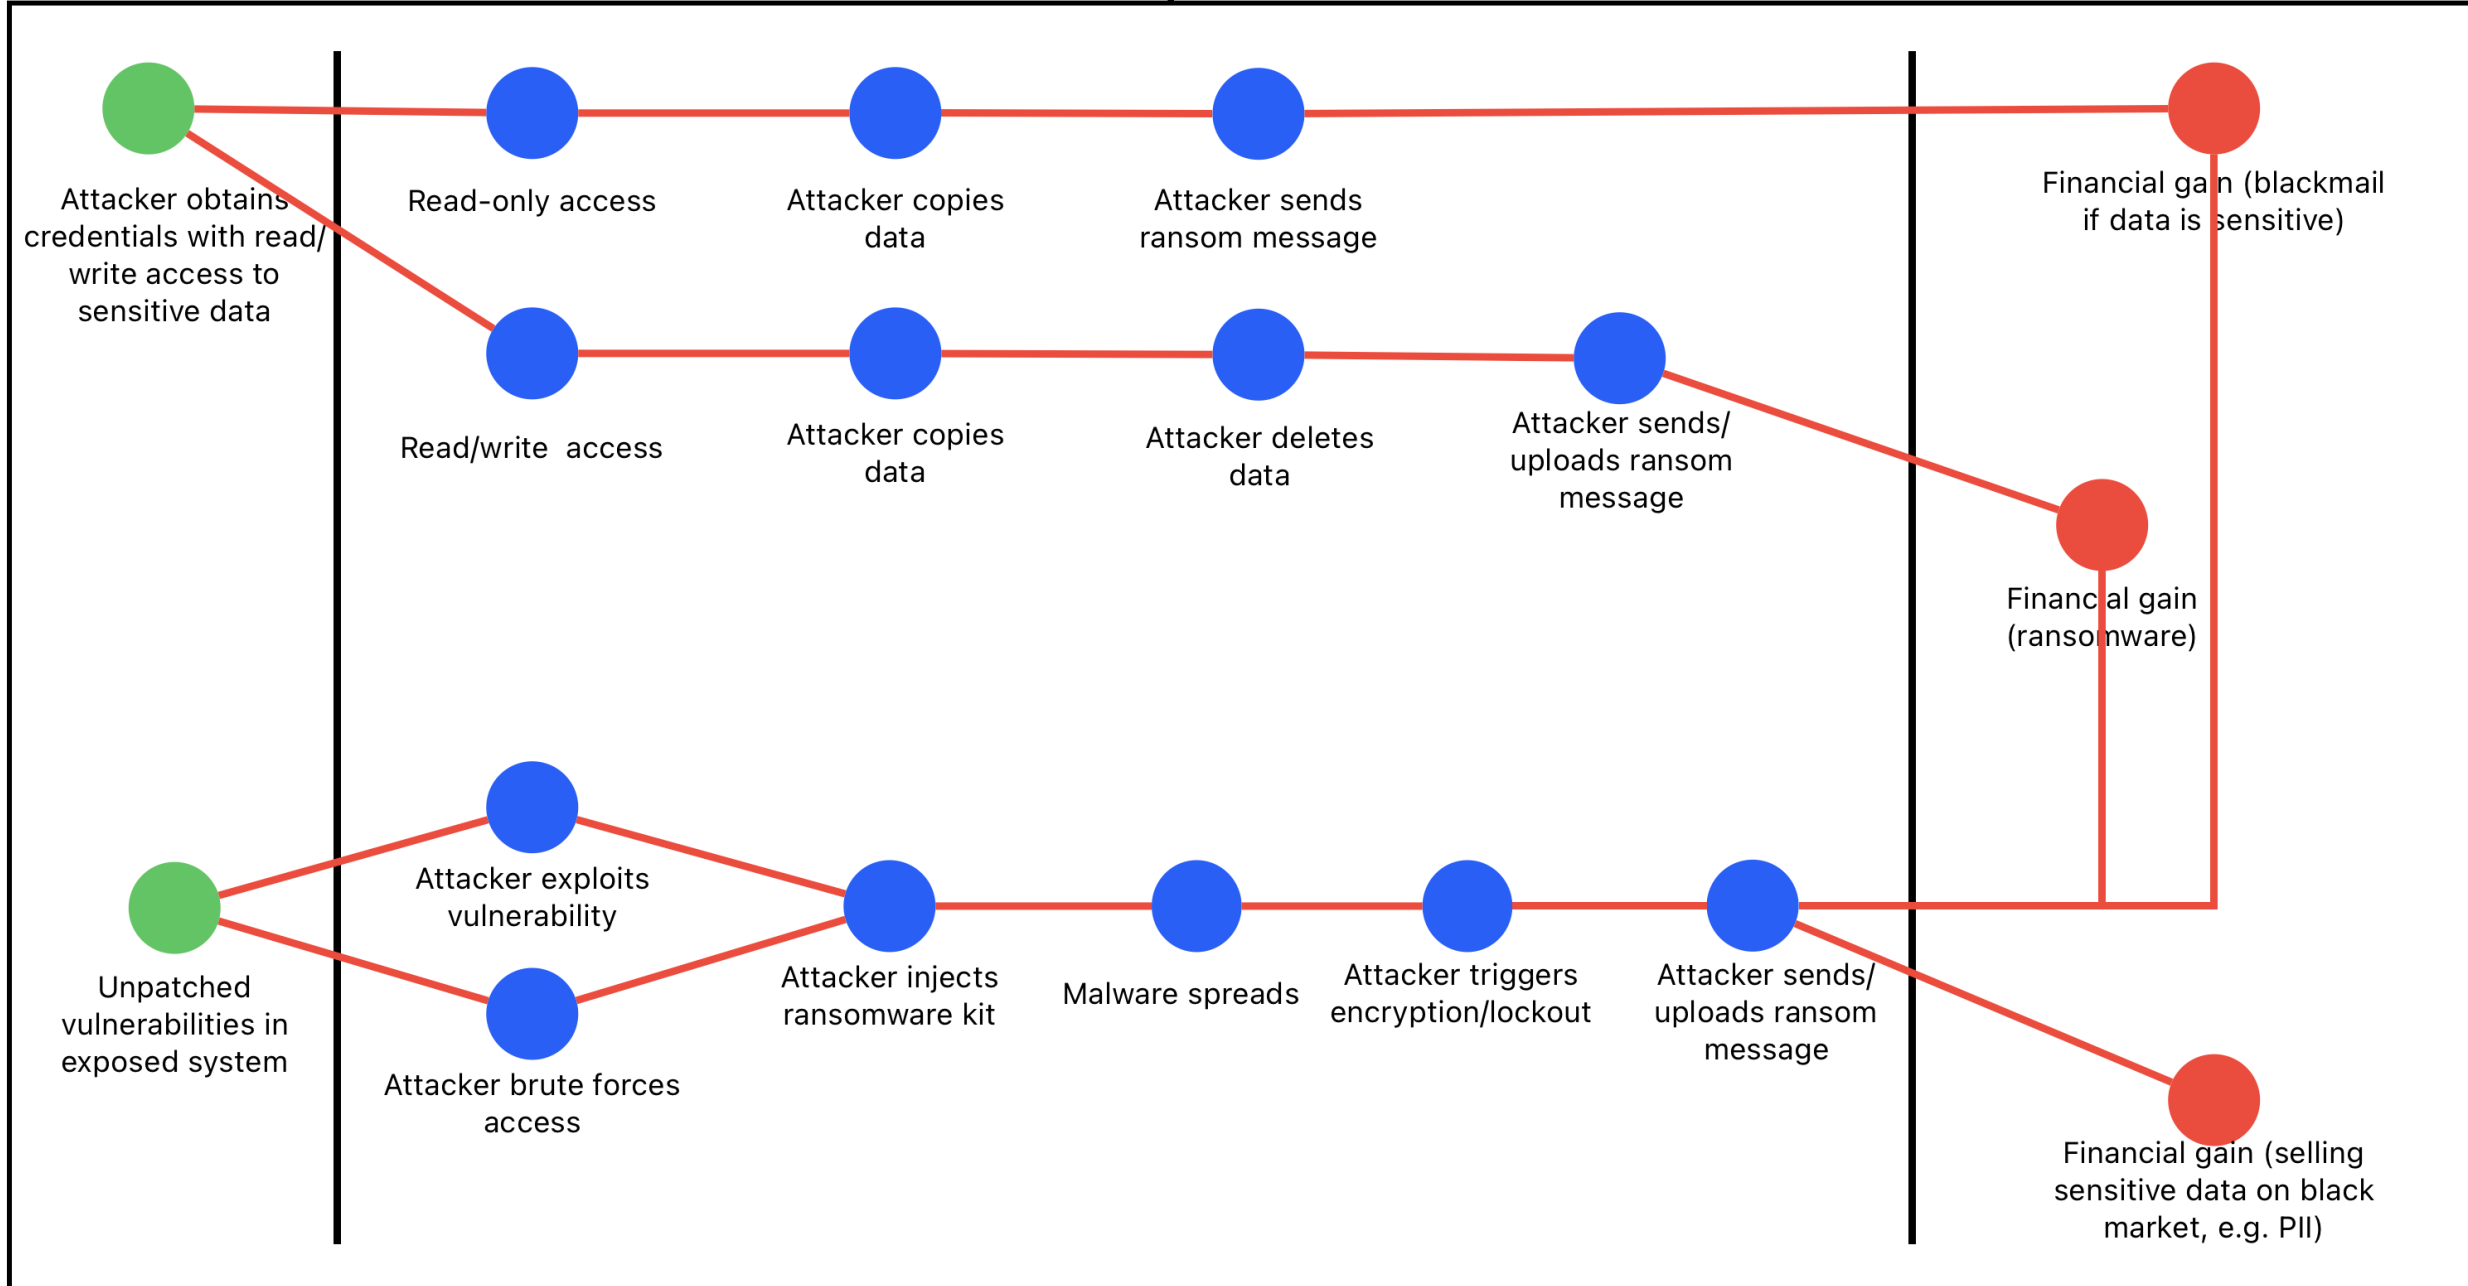 Attacker obtains
credentials with read/
write access to
sensitive data
Read-only access
Attacker copies
data
Attacker sends
ransom message
Financial gain (blackmail
if data is sensitive)
Read/write  access
Attacker copies
data
Attacker deletes
data
Attacker sends/
uploads ransom
message
Financial gain
(ransomware)
Unpatched
vulnerabilities in
exposed system
Attacker exploits
vulnerability
Attacker brute forces
access
Attacker injects
ransomware kit
Malware spreads
Attacker triggers
encryption/lockout
Attacker sends/
uploads ransom
message
Financial gain (selling
sensitive data on black
market, e.g. PII)